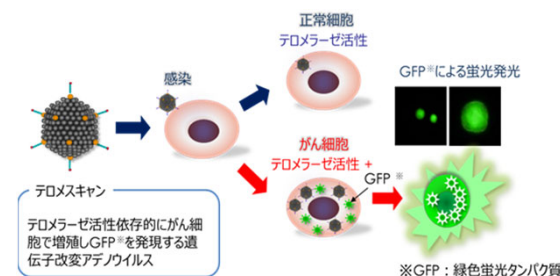 正常細胞
テロメラーゼ活性
感染
GFP※による蛍光発光
がん細胞
テロメラーゼ活性 +
GFP ※
テロメスキャン
テロメラーゼ活性依存的にがん細
胞で増殖しGFP※を発現する遺
伝子改変アデノウイルス
※GFP：緑色蛍光タンパク質